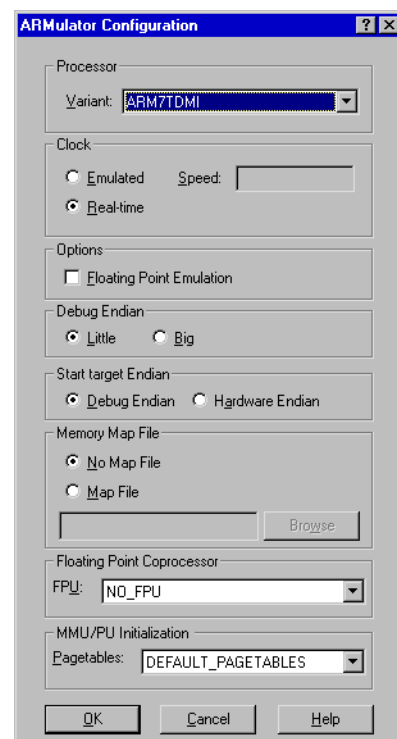 ARMulator Configuration
Processor
Variant: ARM7TDMI
Clock
Emulated Speed:
Real-time
Options
Floating Point Emulation
Debug Endian
Little Big
Start target Endian
Debug Endian Hardware Endian
Memory Map File
No Map File
Map File
Browse
Floating Point Coprocessor
FPU: NO_FPU
MMU/PU Initialization
Pagetables: DEFAULT_PAGETABLES
OK Cancel Help